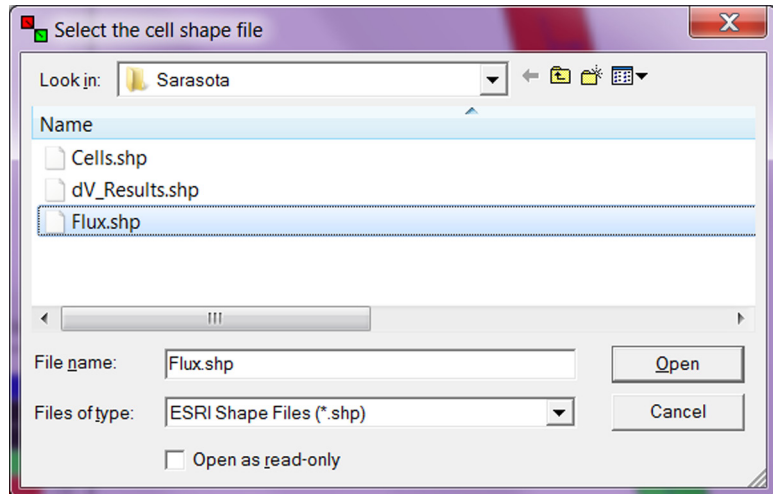 Select the cell shape file
X
Look in: Sarasota
Name
Cells.shp
dV_Results.shp
Flux.shp
File name: Flux.shp Open
Files of type: ESRI Shape Files (*.shp) Cancel
Open as read-only